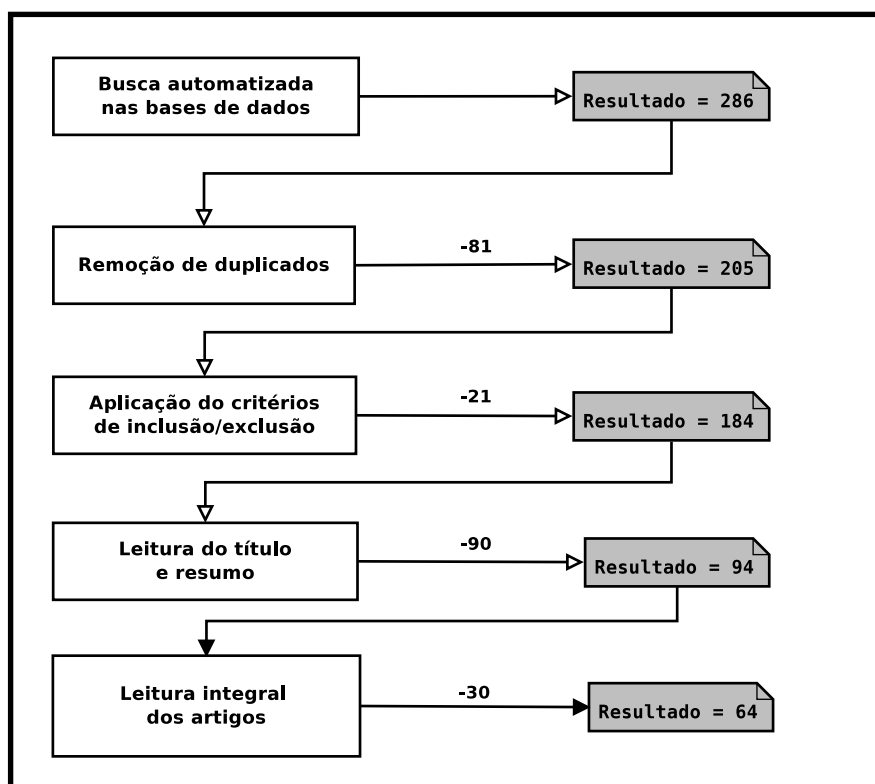 Busca automatizada
nas bases de dados
Resultado = 286
Remoção de duplicados
-81
Resultado = 205
Aplicação do critérios
de inclusão/exclusão
-21
Resultado = 184
Leitura do título
e resumo
-90
Resultado = 94
Leitura integral
dos artigos
-30
Resultado = 64